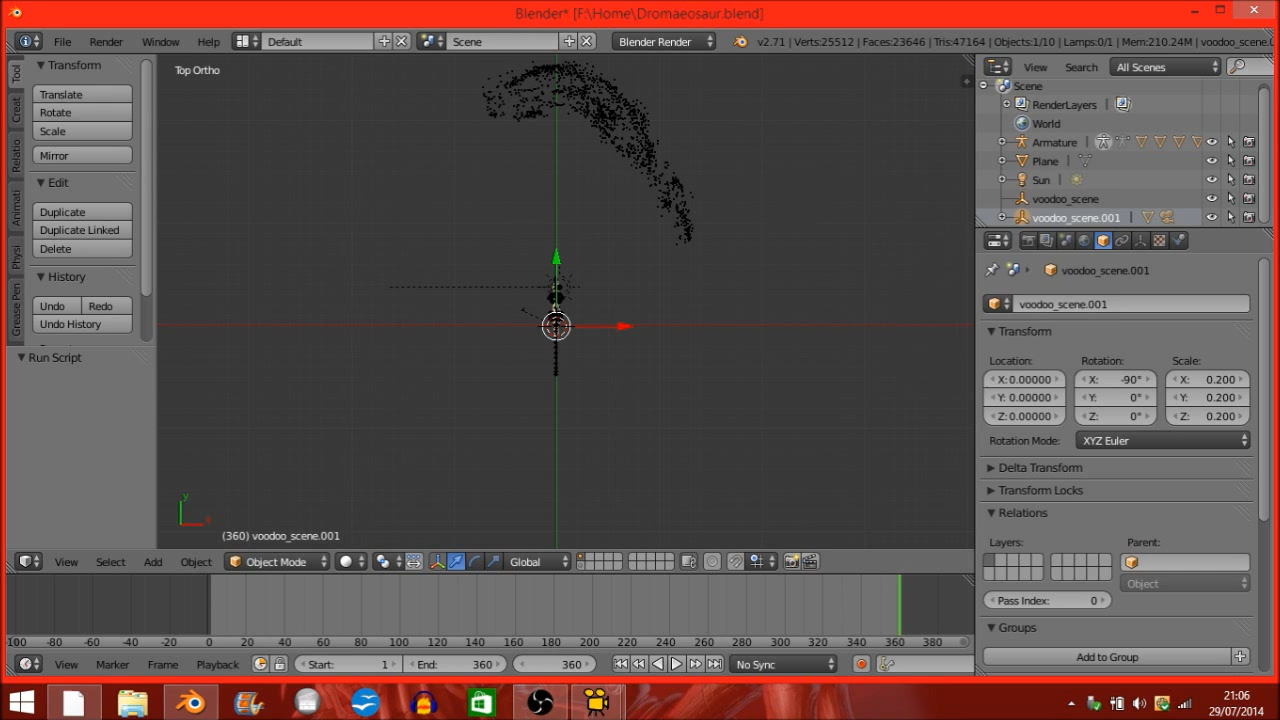 Blender* [F:\Home\Dromaeosaur.blend]
File Render Window Help Default Scene Blender Render v2.71 | Verts:25512 | Faces:23646 | Tris:47164 | Objects:1/10 | Lamps:0/1 | Mem:210.24M | voodoo_scene.0
Tool
Creat
Relatio
Animati
Physi
Grease Pen
Transform
Translate
Rotate
Scale
Mirror
Edit
Duplicate
Duplicate Linked
Delete
History
Undo Redo
Undo History
Run Script
Top Ortho
y
x
(360) voodoo_scene.001
View Select Add Object Object Mode Global
View Search All Scenes
Scene
RenderLayers
World
Armature
Plane
Sun
voodoo_scene
voodoo_scene.001
voodoo_scene.001
voodoo_scene.001
Transform
Location: Rotation: Scale:
X: 0.00000 X: -90° X: 0.200
Y: 0.00000 Y: 0° Y: 0.200
Z: 0.00000 Z: 0° Z: 0.200
Rotation Mode: XYZ Euler
Delta Transform
Transform Locks
Relations
Layers: Parent:
Object
Pass Index: 0
Groups
Add to Group
-100 -80 -60 -40 -20 0 20 40 60 80 100 120 140 160 180 200 220 240 260 280 300 320 340 360 380
View Marker Frame Playback Start: 1 End: 360 360 No Sync
21:06
29/07/2014